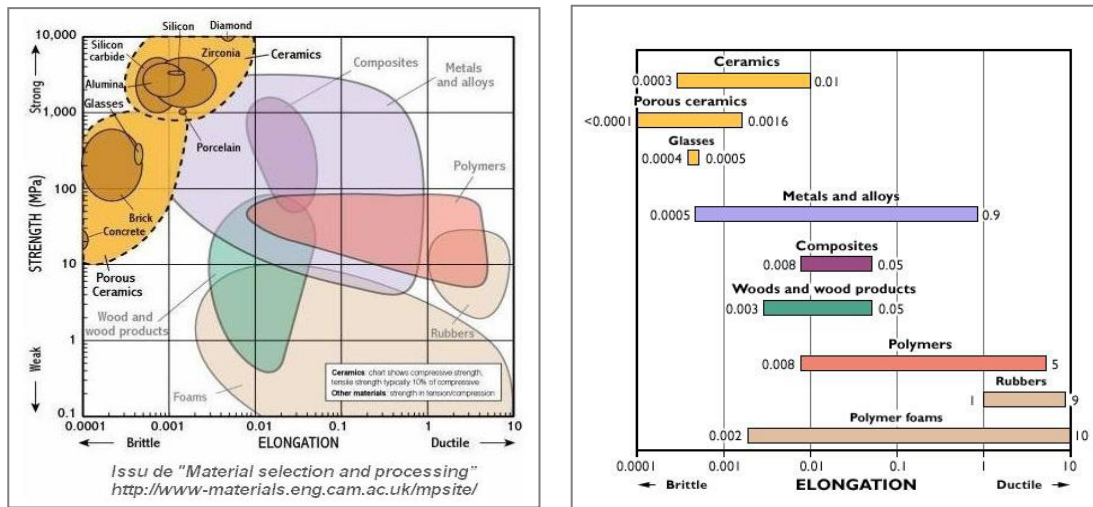 Silicon
Diamond
10,000
Silicon
carbide
Zirconia
Ceramics
Composites
Metals
and alloys
Alumina
Glasses
1,000
Porcelain
Polymers
100
Brick
Concrete
10
Porous
Ceramics
Wood and
wood products
Rubbers
1
Foams
Ceramics: chart shows compressive strength,
tensile strength typically 10% of compressive
Other materials: strength in tension/compression
0.1
Strong
STRENGTH (MPa)
Weak
0.0001 0.001 0.01 0.1 1 10
Brittle ELONGATION Ductile
Issu de "Material selection and processing"
http://www-materials.eng.cam.ac.uk/mpsite/
Ceramics
0.0003 0.01
Porous ceramics
<0.0001 0.0016
Glasses
0.0004 0.0005
Metals and alloys
0.0005 0.9
Composites
0.008 0.05
Woods and wood products
0.003 0.05
Polymers
0.008 5
Rubbers
1 9
Polymer foams
0.002 10
0.0001 0.001 0.01 0.1 1 10
Brittle ELONGATION Ductile